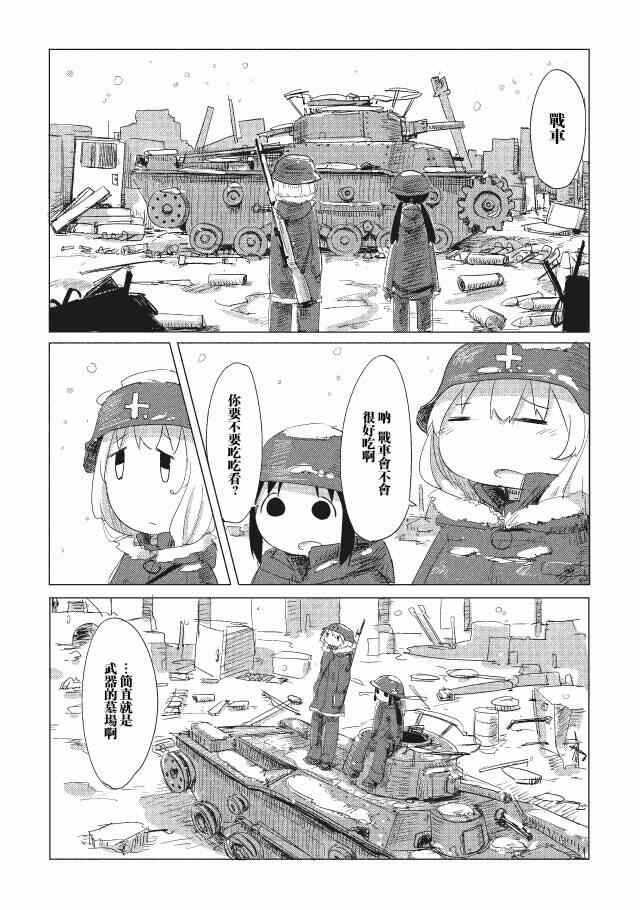 戰車
吶 戰車會不會
很好吃啊
你要不要吃吃看？
…簡直就是
武器的墓場啊